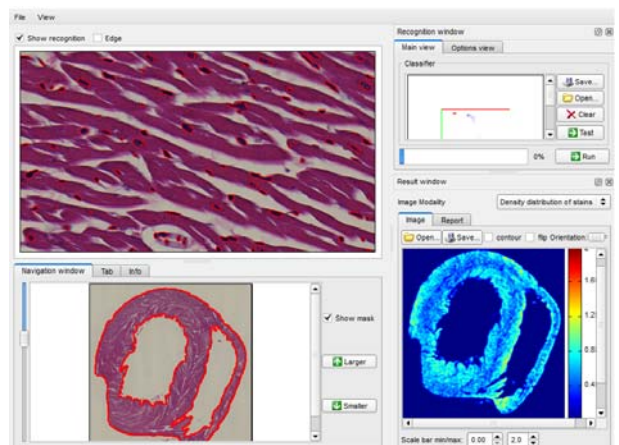 File View
Show recognition Edge
Recognition window
Main view Options view
Classifier
Save...
Open...
Clear
Test
0% Run
Result window
Image Modality Density distribution of stains
Image Report
Open... Save... contour flip Orientation:
1.6
1.2
0.8
0.4
Scale bar min/max: 0.00 2.0
Navigation window Tab Info
Show mask
Larger
Smaller